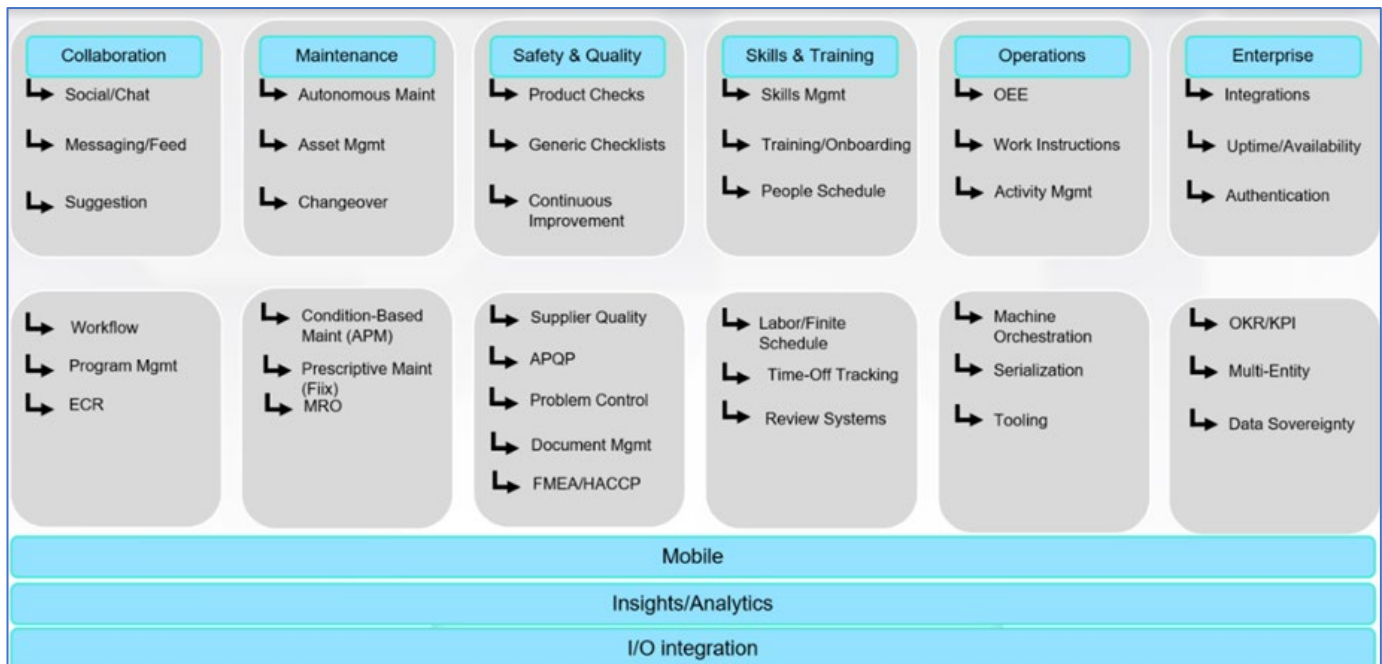 Collaboration
Social/Chat
Messaging/Feed
Suggestion
Maintenance
Autonomous Maint
Asset Mgmt
Changeover
Safety & Quality
Product Checks
Generic Checklists
Continuous
Improvement
Skills & Training
Skills Mgmt
Training/Onboarding
People Schedule
Operations
OEE
Work Instructions
Activity Mgmt
Enterprise
Integrations
Uptime/Availability
Authentication
Workflow
Program Mgmt
ECR
Condition-Based
Maint (APM)
Prescriptive Maint
(Fiix)
MRO
Supplier Quality
APQP
Problem Control
Document Mgmt
FMEA/HACCP
Labor/Finite
Schedule
Time-Off Tracking
Review Systems
Machine
Orchestration
Serialization
Tooling
OKR/KPI
Multi-Entity
Data Sovereignty
Mobile
Insights/Analytics
I/O integration